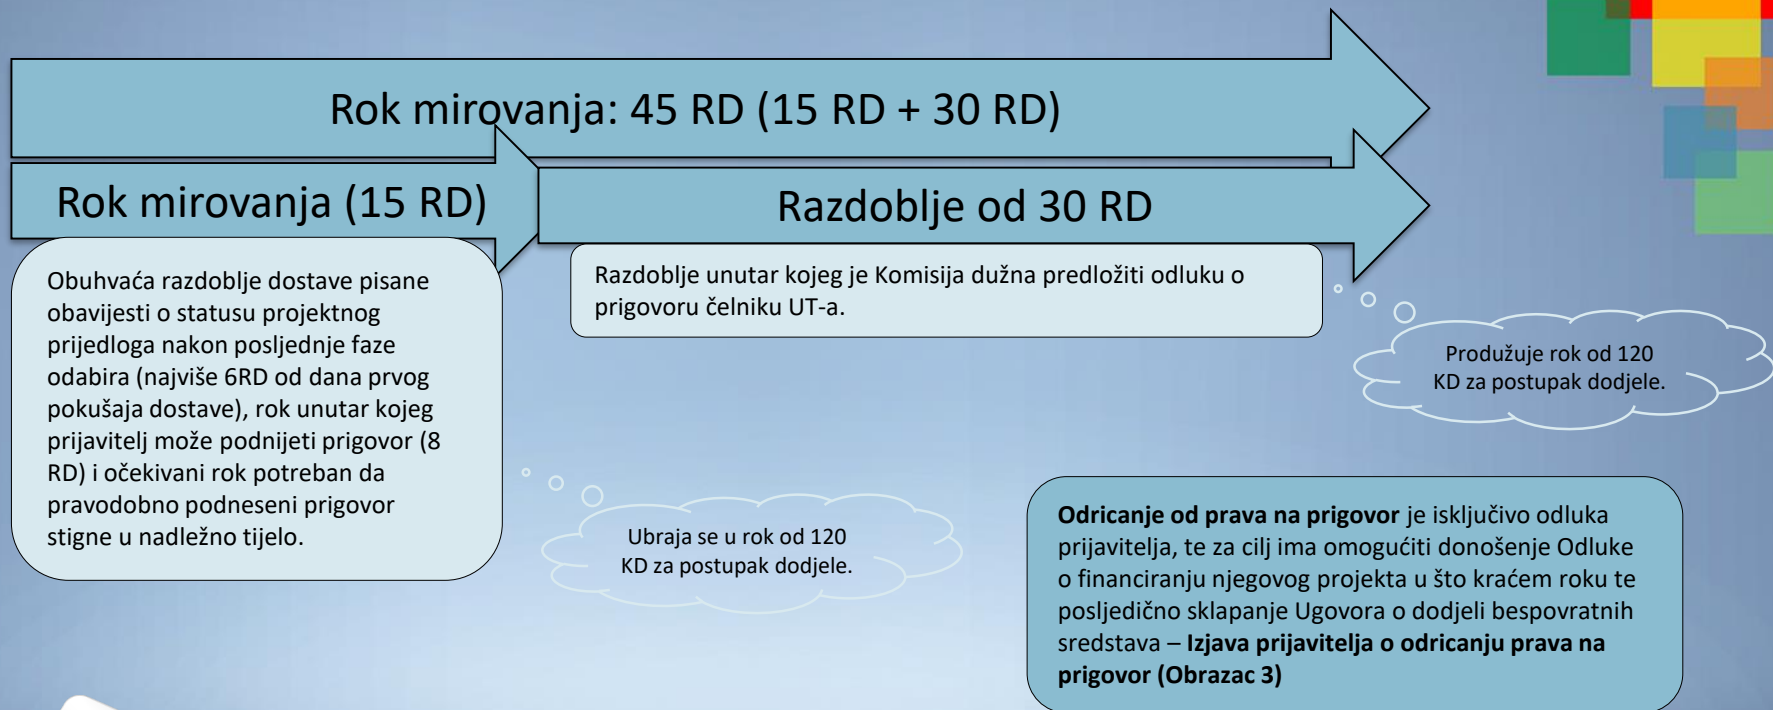 Rok mirovanja: 45 RD (15 RD + 30 RD)
Rok mirovanja (15 RD)
Razdoblje od 30 RD
Obuhvaća razdoblje dostave pisane
obavijesti o statusu projektnog
prijedloga nakon posljednje faze
odabira (najviše 6RD od dana prvog
pokušaja dostave), rok unutar kojeg
prijavitelj može podnijeti prigovor (8
RD) i očekivani rok potreban da
pravodobno podneseni prigovor
stigne u nadležno tijelo.
Razdoblje unutar kojeg je Komisija dužna predložiti odluku o
prigovoru čelniku UT-a.
Produžuje rok od 120
KD za postupak dodjele.
Ubraja se u rok od 120
KD za postupak dodjele.
Odricanje od prava na prigovor je isključivo odluka
prijavitelja, te za cilj ima omogućiti donošenje Odluke
o financiranju njegovog projekta u što kraćem roku te
posljedično sklapanje Ugovora o dodjeli bespovratnih
sredstava – Izjava prijavitelja o odricanju prava na
prigovor (Obrazac 3)